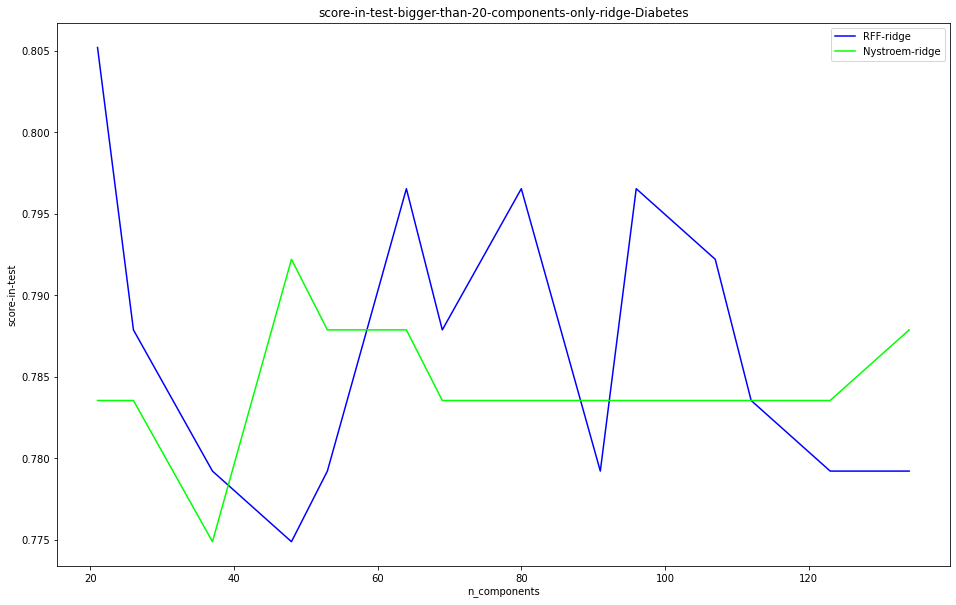 score-in-test-bigger-than-20-components-only-ridge-Diabetes
RFF-ridge
Nystroem-ridge
0.805
0.800
0.795
0.790
0.785
0.780
0.775
score-in-test
20 40 60 80 100 120
n_components